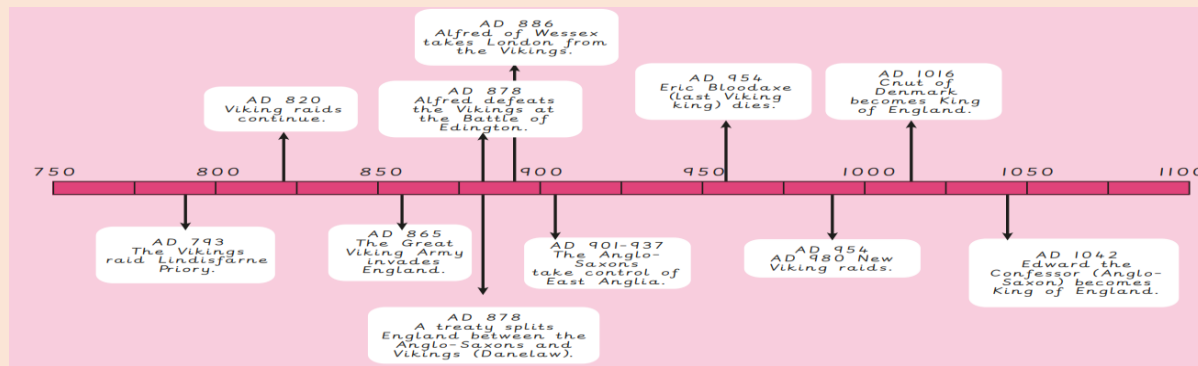 AD 886
Alfred of Wessex
takes London from
the Vikings.
AD 820
Viking raids
continue.
AD 878
Alfred defeats
the Vikings at
the Battle of
Edington.
AD 954
Eric Bloodaxe
(last Viking
king) dies.
AD 1016
Cnut of
Denmark
becomes King
of England.
750
800
850
900
950
1000
1050
1100
AD 793
The Vikings
raid Lindisfarne
Priory.
AD 865
The Great
Viking Army
invades
England.
AD 878
A treaty splits
England between the
Anglo-Saxons and
Vikings (Danelaw).
AD 901-937
The Anglo-
Saxons
take control of
East Anglia.
AD 954
AD 980 New
Viking raids.
AD 1042
Edward the
Confessor (Anglo-
Saxon) becomes
King of England.